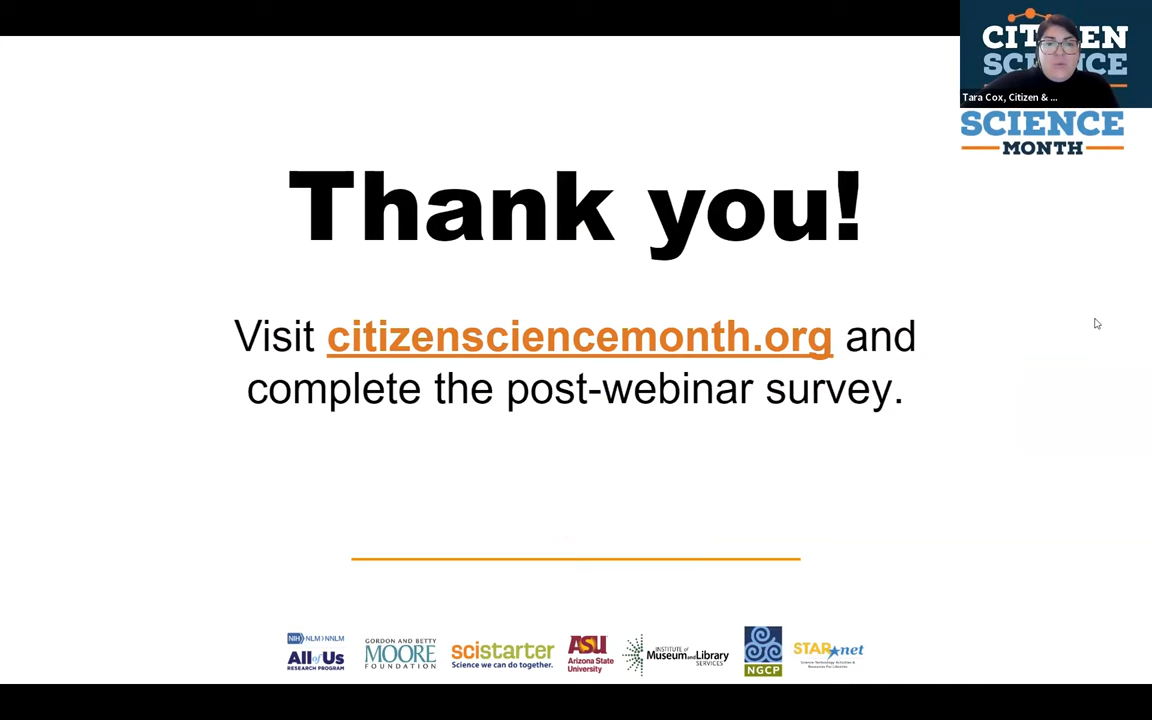 CITIZEN
SCIENCE
Tara Cox, Citizen & ...
SCIENCE
MONTH
Thank you!
Visit citizensciencemonth.org and
complete the post-webinar survey.
NIH NLM NNLM
All of Us
RESEARCH PROGRAM
GORDON AND BETTY
MOORE
FOUNDATION
scistarter
Science we can do together.
ASU
Arizona State
University
INSTITUTE of
Museum and Library
SERVICES
NGCP
STAR net
Science-Technology Activities &
Resources For Libraries